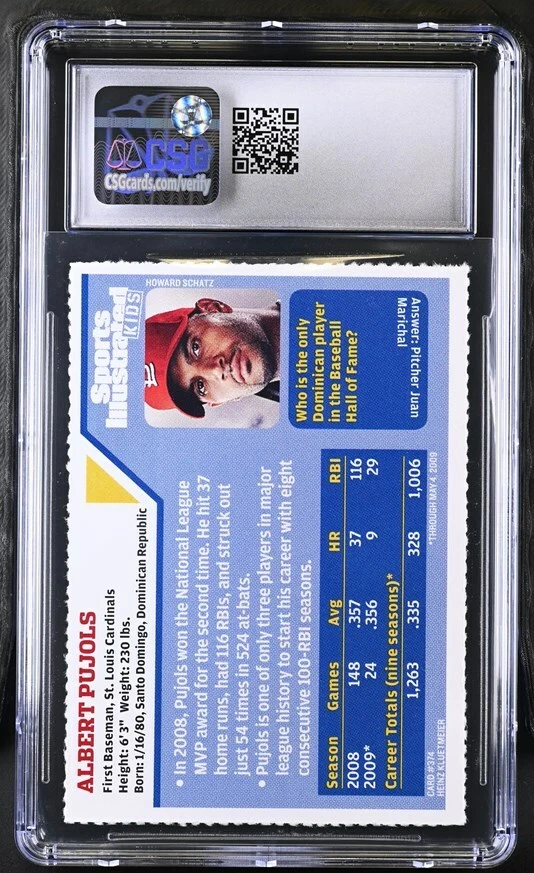 CSG
CSGcards.com/verify
ALBERT PUJOLS
First Baseman, St. Louis Cardinals
Height: 6'3" Weight: 230 lbs.
Born: 1/16/80, Santo Domingo, Dominican Republic
Sports
Illustrated
KIDS
HOWARD SCHATZ
• In 2008, Pujols won the National League
MVP award for the second time. He hit 37
home runs, had 116 RBIs, and struck out
just 54 times in 524 at-bats.
• Pujols is one of only three players in major
league history to start his career with eight
consecutive 100-RBI seasons.
Who is the only
Dominican player
in the Baseball
Hall of Fame?
Answer: Pitcher Juan
Marichal
Season Games Avg HR RBI
2008 148 .357 37 116
2009* 24 .356 9 29
Career Totals (nine seasons)*
1,263 .335 328 1,006
*THROUGH MAY 4, 2009
CARD #374
HEINZ KLUETMEIER